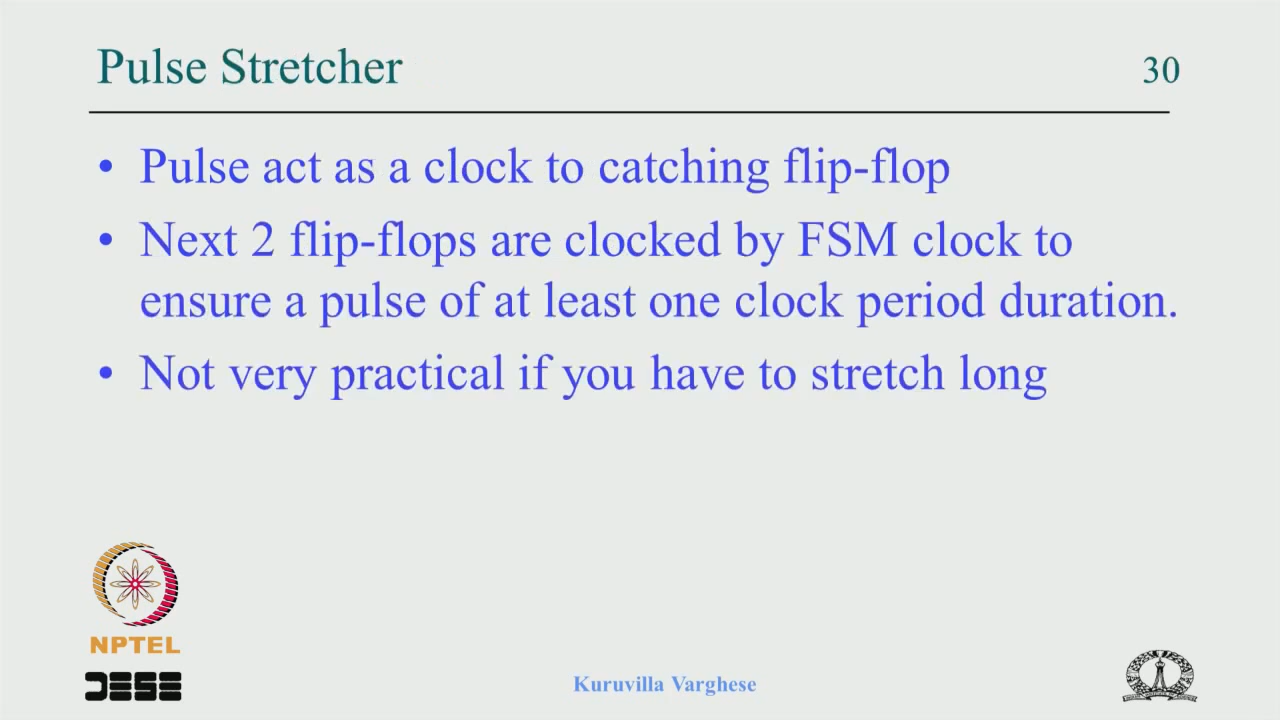 Pulse Stretcher
30
• Pulse act as a clock to catching flip-flop
• Next 2 flip-flops are clocked by FSM clock to
ensure a pulse of at least one clock period duration.
• Not very practical if you have to stretch long
NPTEL
DESE
Kuruvilla Varghese